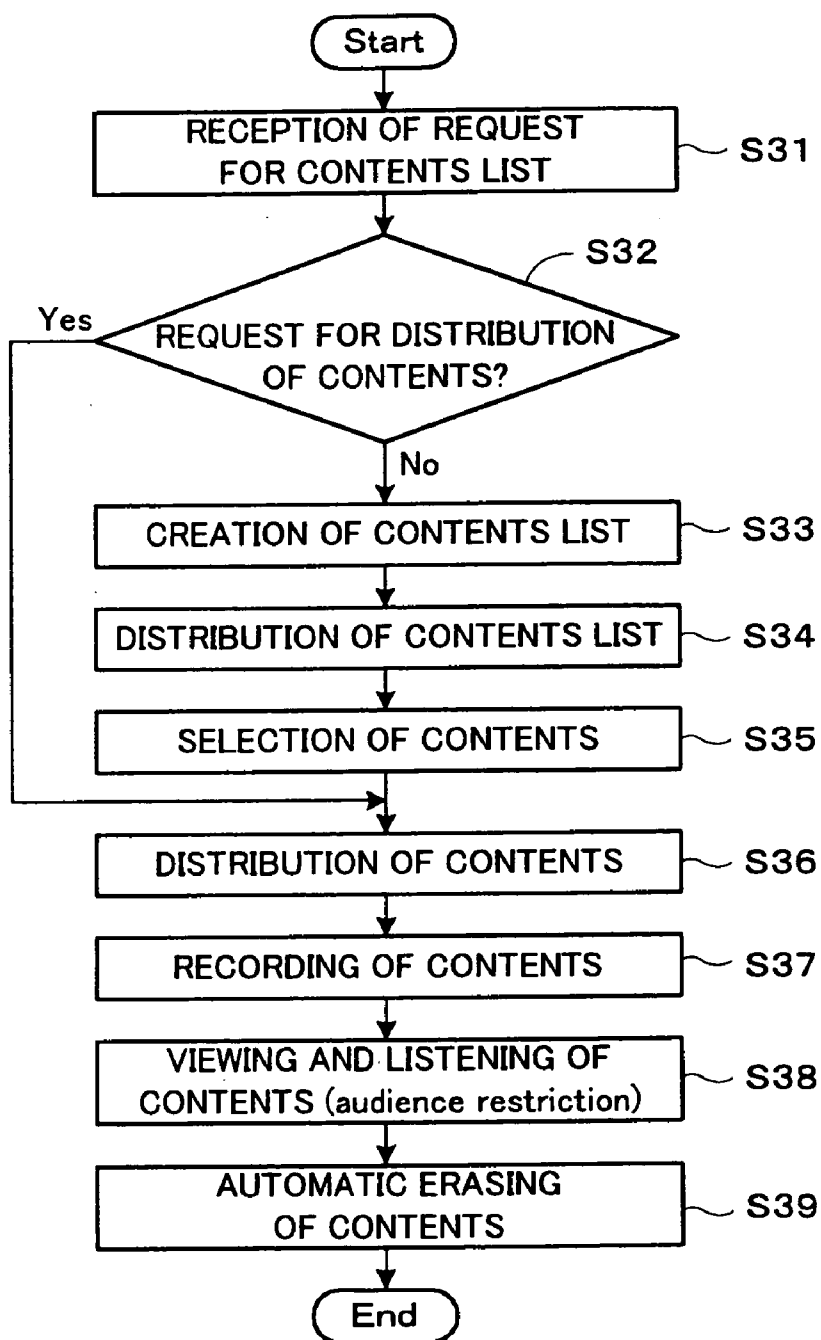 Start
RECEPTION OF REQUEST
FOR CONTENTS LIST
S31
S32
Yes
REQUEST FOR DISTRIBUTION
OF CONTENTS?
No
CREATION OF CONTENTS LIST
S33
DISTRIBUTION OF CONTENTS LIST
S34
SELECTION OF CONTENTS
S35
DISTRIBUTION OF CONTENTS
S36
RECORDING OF CONTENTS
S37
VIEWING AND LISTENING OF
CONTENTS (audience restriction)
S38
AUTOMATIC ERASING
OF CONTENTS
S39
End